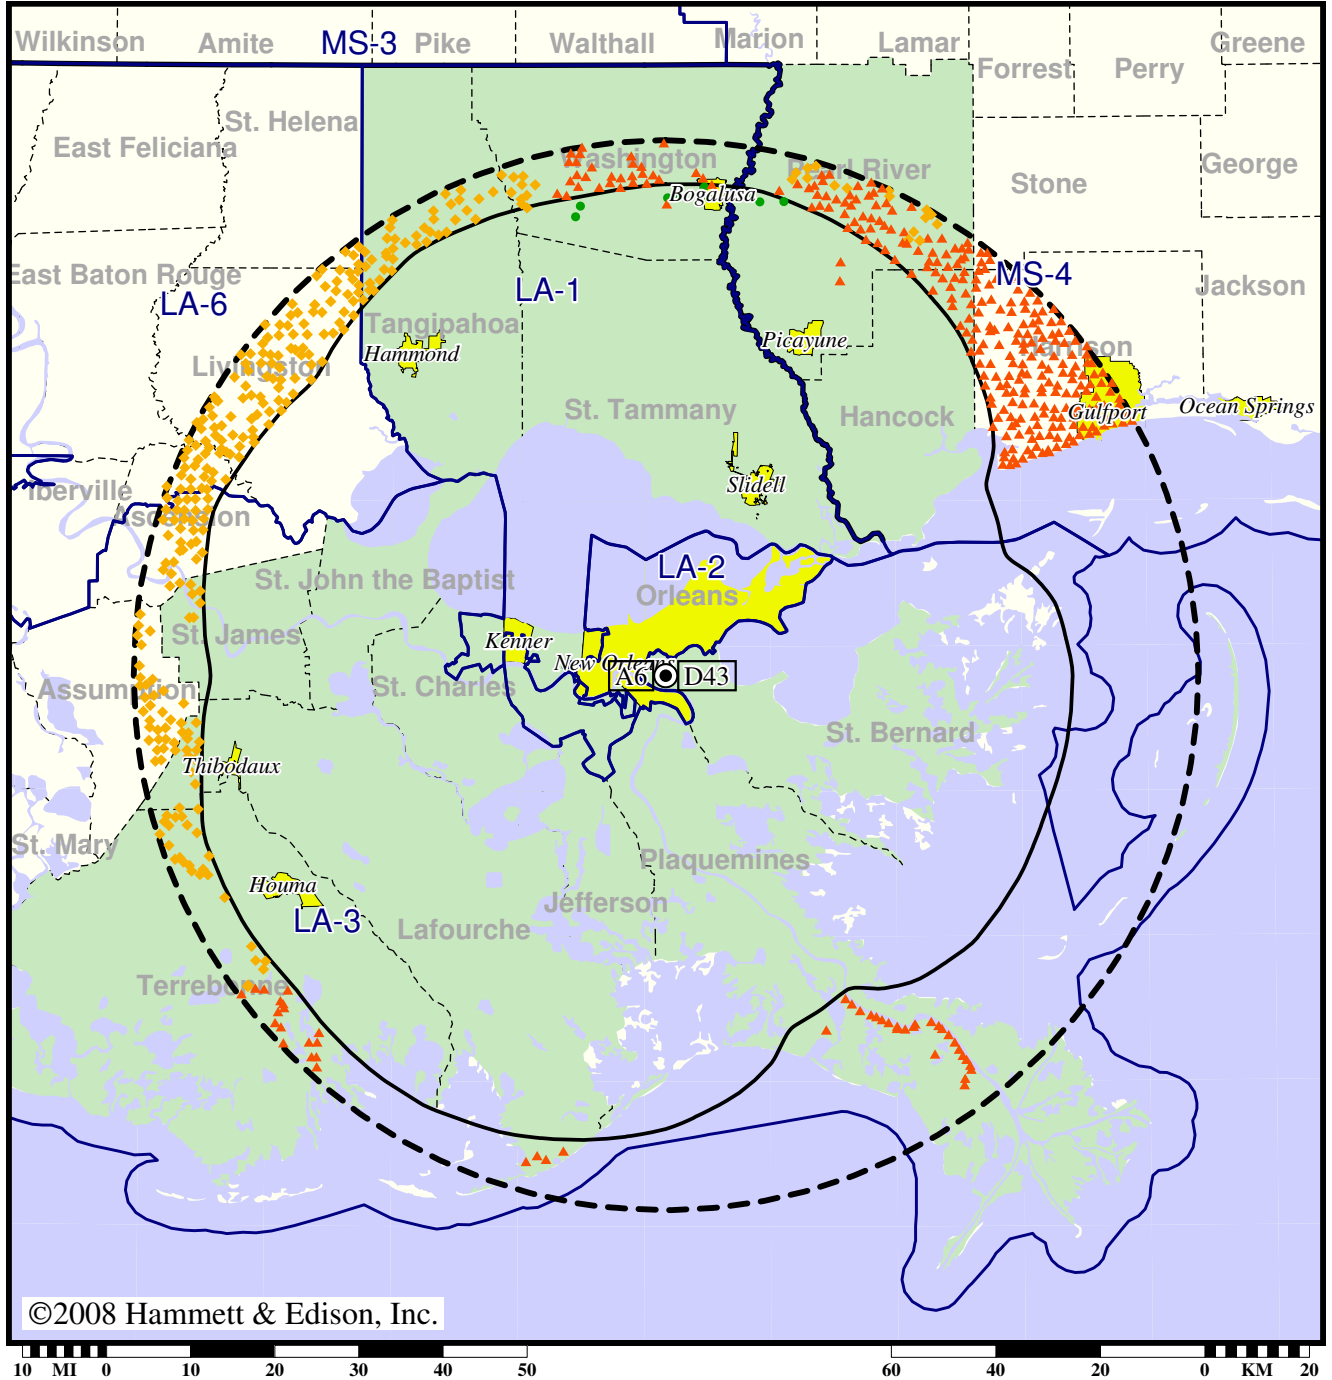 Wilkinson
Amite
MS-3
Pike
Walthall
Marion
Lamar
Greene
Forrest
Perry
St. Helena
East Feliciana
Washington
Pearl River
George
Stone
Bogalusa
East Baton Rouge
LA-6
LA-1
MS-4
Jackson
Tangipahoa
Hammond
Picayune
Harrison
Livingston
St. Tammany
Hancock
Gulfport
Ocean Springs
Iberville
Slidell
Ascension
LA-2
St. John the Baptist
Orleans
St. James
Kenner
New Orleans
A6 D43
Assumption
St. Charles
St. Bernard
Thibodaux
St. Mary
Plaquemines
Houma
Jefferson
LA-3
Lafourche
Terrebonne
©2008 Hammett & Edison, Inc.
10 MI 0 10 20 30 40 50
60 40 20 0 KM 20